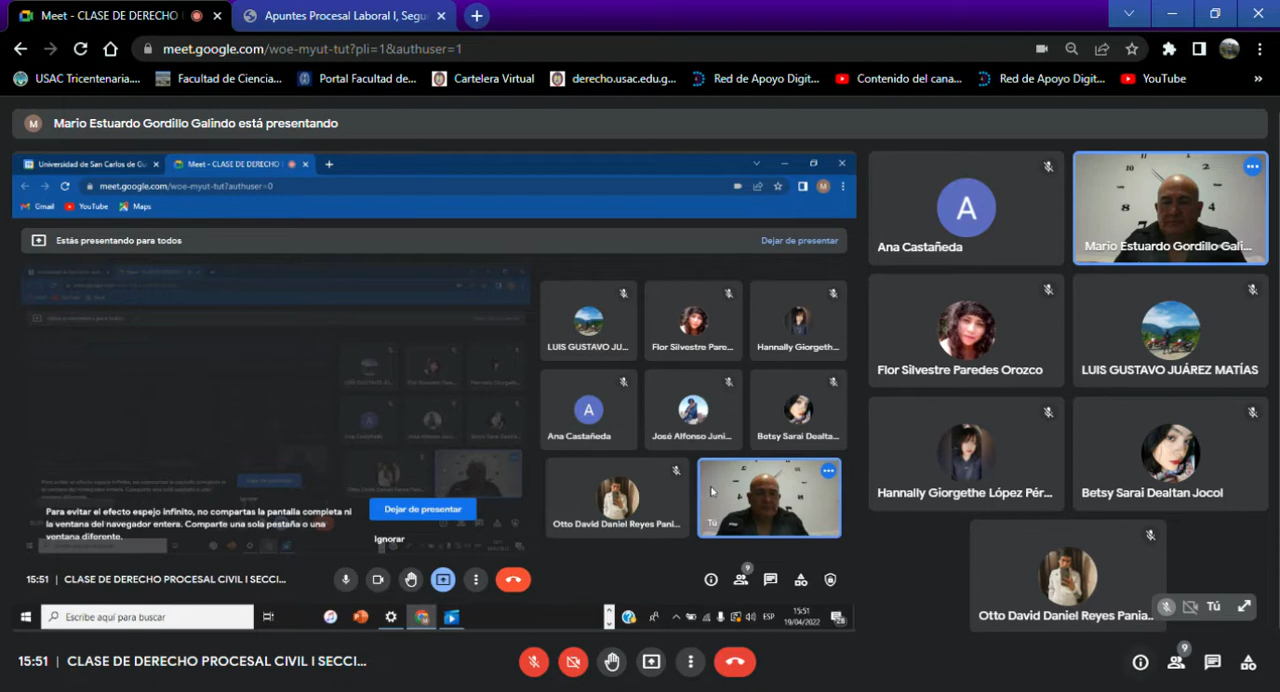 Meet - CLASE DE DERECHO
Apuntes Procesal Laboral I, Segu
meet.google.com/woe-myut-tut?pli=1&authuser=1
USAC Tricentenaria....
Facultad de Ciencia...
Portal Facultad de...
Cartelera Virtual
derecho.usac.edu.g...
Red de Apoyo Digit...
Contenido del cana...
Red de Apoyo Digit...
YouTube
»
M
Mario Estuardo Gordillo Galindo está presentando
Universidad de San Carlos de Gu
Meet - CLASE DE DERECHO
meet.google.com/woe-myut-tut?authuser=0
M
Gmail
YouTube
Maps
Estás presentando para todos
Dejar de presentar
LUIS GUSTAVO JU...
Flor Silvestre Pare...
Hannally Giorgeth...
A
Ana Castañeda
José Alfonso Juni...
Betsy Sarai Dealta...
Otto David Daniel Reyes Pani...
Tú
Para evitar el efecto espejo infinito, no compartas la pantalla completa ni
la ventana del navegador entera. Comparte una sola pestaña o una
ventana diferente.
Dejar de presentar
Ignorar
15:51 | CLASE DE DERECHO PROCESAL CIVIL I SECCI...
9
Escribe aquí para buscar
ESP
15:51
19/04/2022
A
Ana Castañeda
Mario Estuardo Gordillo Gali...
Flor Silvestre Paredes Orozco
LUIS GUSTAVO JUÁREZ MATÍAS
Hannally Giorgethe López Pér...
Betsy Sarai Dealtan Jocol
Otto David Daniel Reyes Pania...
Tú
15:51 | CLASE DE DERECHO PROCESAL CIVIL I SECCI...
9